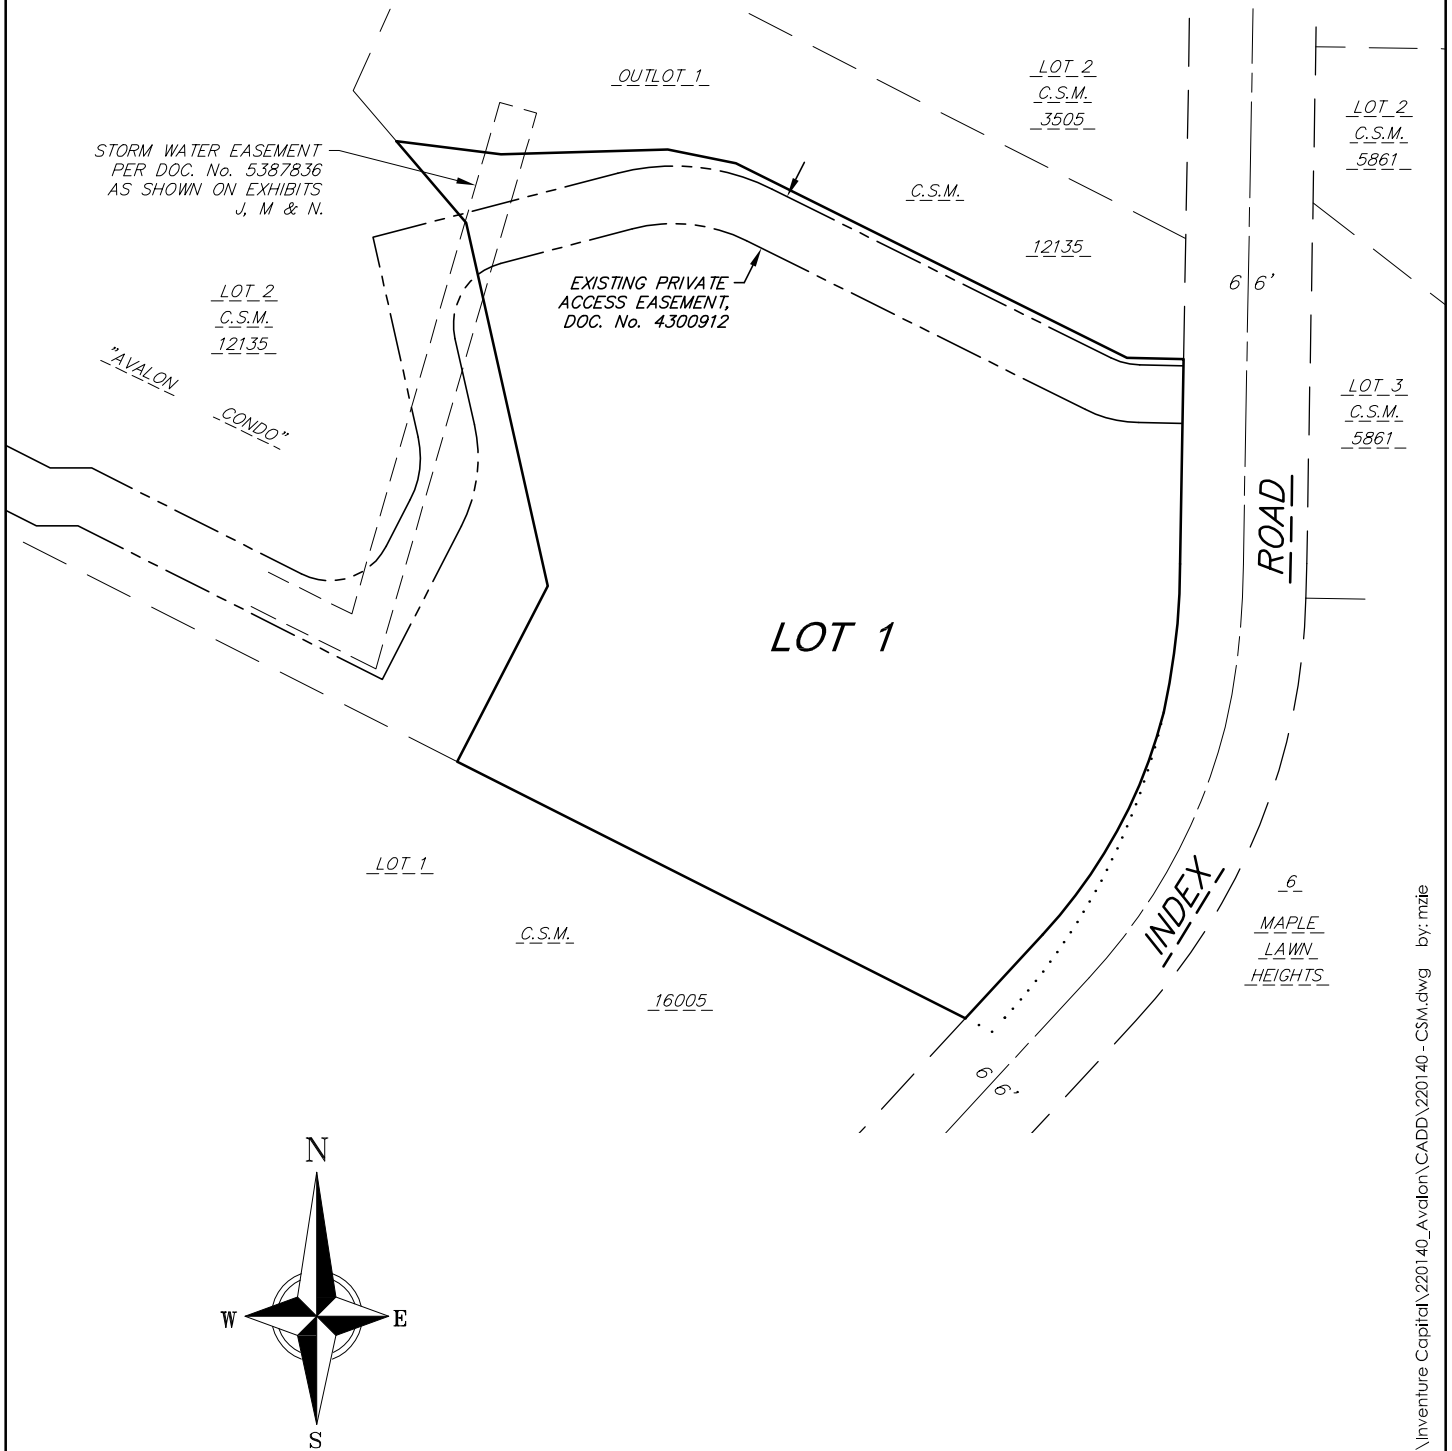 OUTLOT 1
LOT 2
C.S.M.
3505
LOT 2
C.S.M.
5861
STORM WATER EASEMENT
PER DOC. No. 5387836
AS SHOWN ON EXHIBITS
J, M & N.
C.S.M.
12135
66'
EXISTING PRIVATE
ACCESS EASEMENT,
DOC. No. 4300912
LOT 2
C.S.M.
12135
"AVALON
CONDO"
LOT 3
C.S.M.
5861
ROAD
LOT 1
INDEX
LOT 1
C.S.M.
16005
6
MAPLE
LAWN
HEIGHTS
66'
N
W
E
S
\Inventure Capital\220140_Avalon\CADD\220140 - CSM.dwg by: mzie